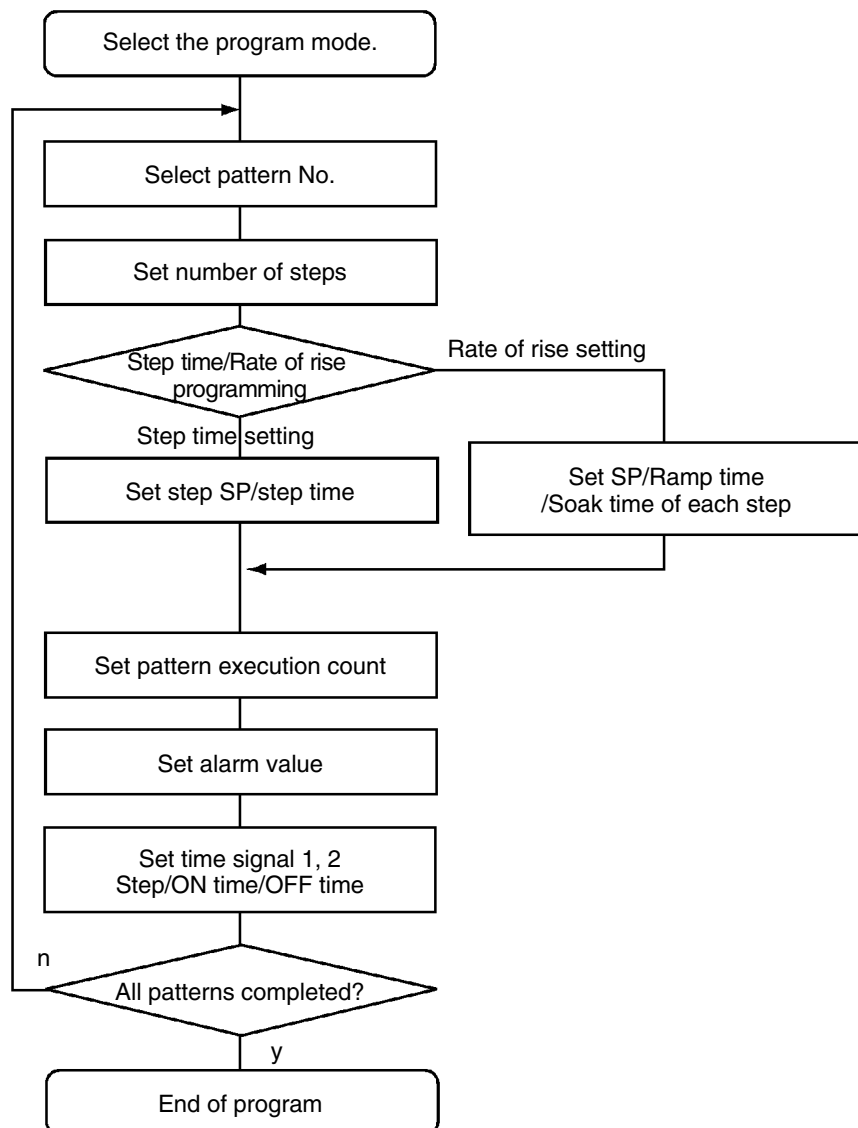 Select the program mode.
Select pattern No.
Set number of steps
Step time/Rate of rise
programming
Rate of rise setting
Step time setting
Set step SP/step time
Set SP/Ramp time
/Soak time of each step
Set pattern execution count
Set alarm value
Set time signal 1, 2
Step/ON time/OFF time
n
All patterns completed?
y
End of program